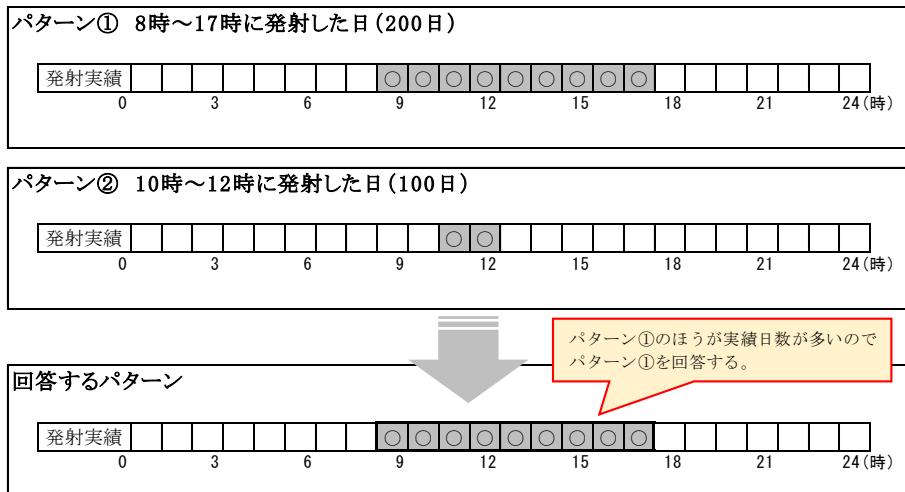 パターン① 8時～17時に発射した日(200日)
発射実績 ○ ○ ○ ○ ○ ○ ○ ○ ○
0 3 6 9 12 15 18 21 24(時)
パターン② 10時～12時に発射した日(100日)
発射実績 ○ ○
0 3 6 9 12 15 18 21 24(時)
パターン①のほうが実績日数が多いので
パターン①を回答する。
回答するパターン
発射実績 ○ ○ ○ ○ ○ ○ ○ ○ ○
0 3 6 9 12 15 18 21 24(時)